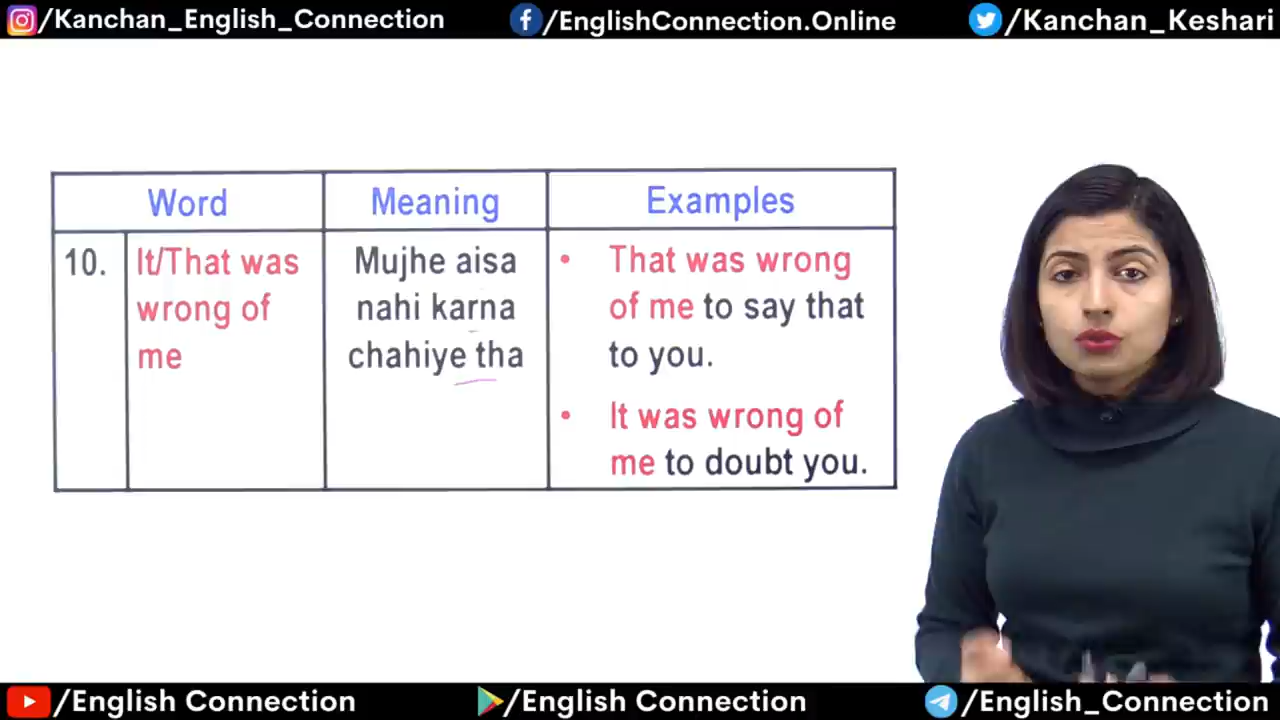 /Kanchan_English_Connection
/EnglishConnection.Online
/Kanchan_Keshari
Word
Meaning
Examples
10.
It/That was
wrong of
me
Mujhe aisa
nahi karna
chahiye tha
• That was wrong
of me to say that
to you.
• It was wrong of
me to doubt you.
/English Connection
/English Connection
/English_Connection